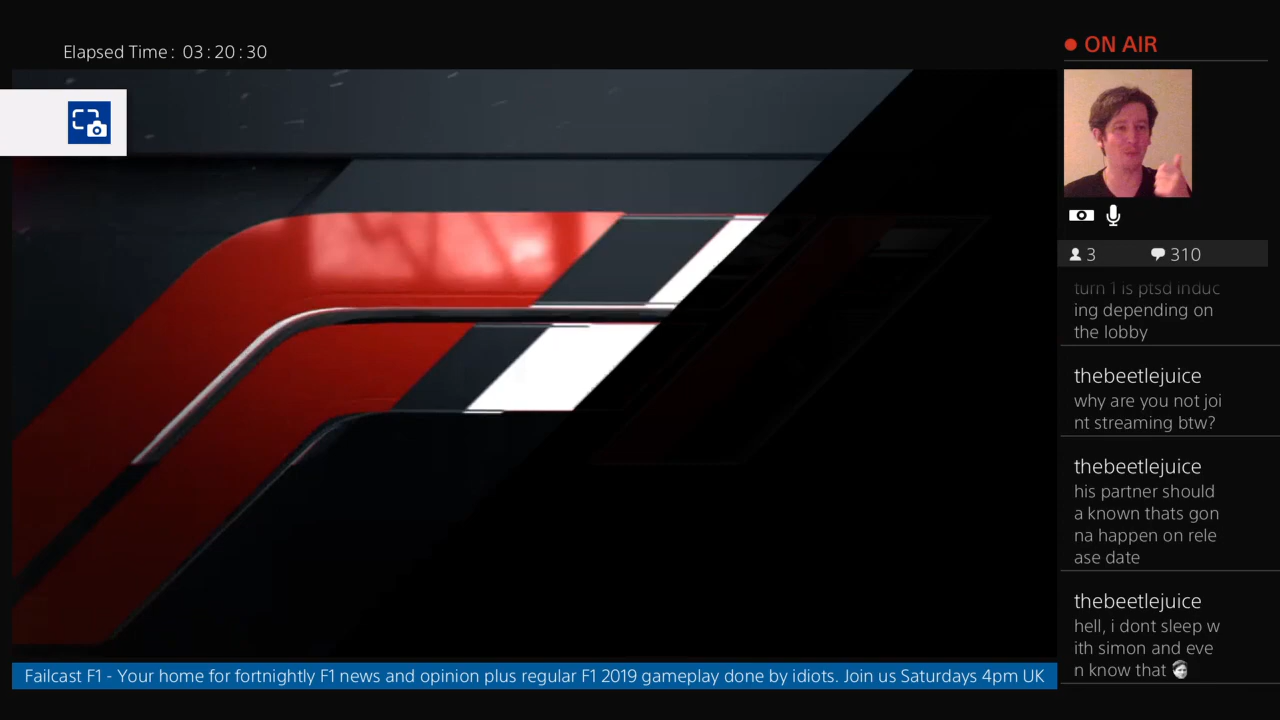 Elapsed Time: 03:20:30
ON AIR
3
310
turn 1 is ptsd induc
ing depending on
the lobby
thebeetlejuice
why are you not joi
nt streaming btw?
thebeetlejuice
his partner should
a known thats gon
na happen on rele
ase date
thebeetlejuice
hell, i dont sleep w
ith simon and eve
n know that
Failcast F1 - Your home for fortnightly F1 news and opinion plus regular F1 2019 gameplay done by idiots. Join us Saturdays 4pm UK